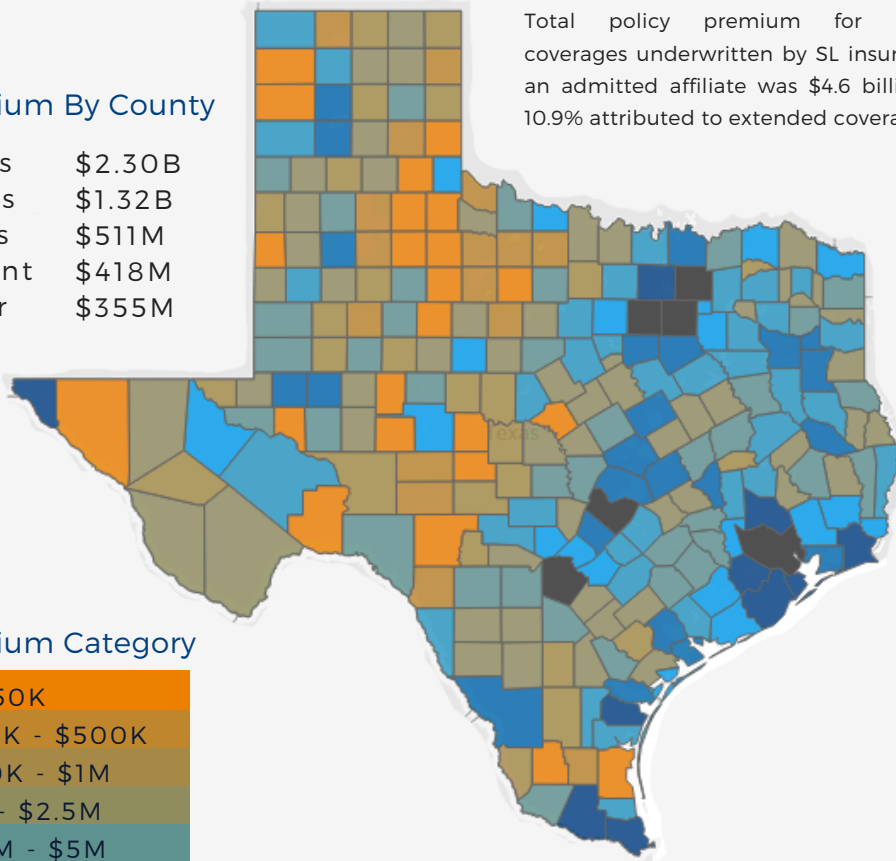 Total policy premium for
coverages underwritten by SL insur
an admitted affiliate was $4.6 billi
10.9% attributed to extended covera
ium By County
s $2.30B
s $1.32B
s $511M
nt $418M
r $355M
Texas
ium Category
50K
K - $500K
0K - $1M
- $2.5M
M - $5M